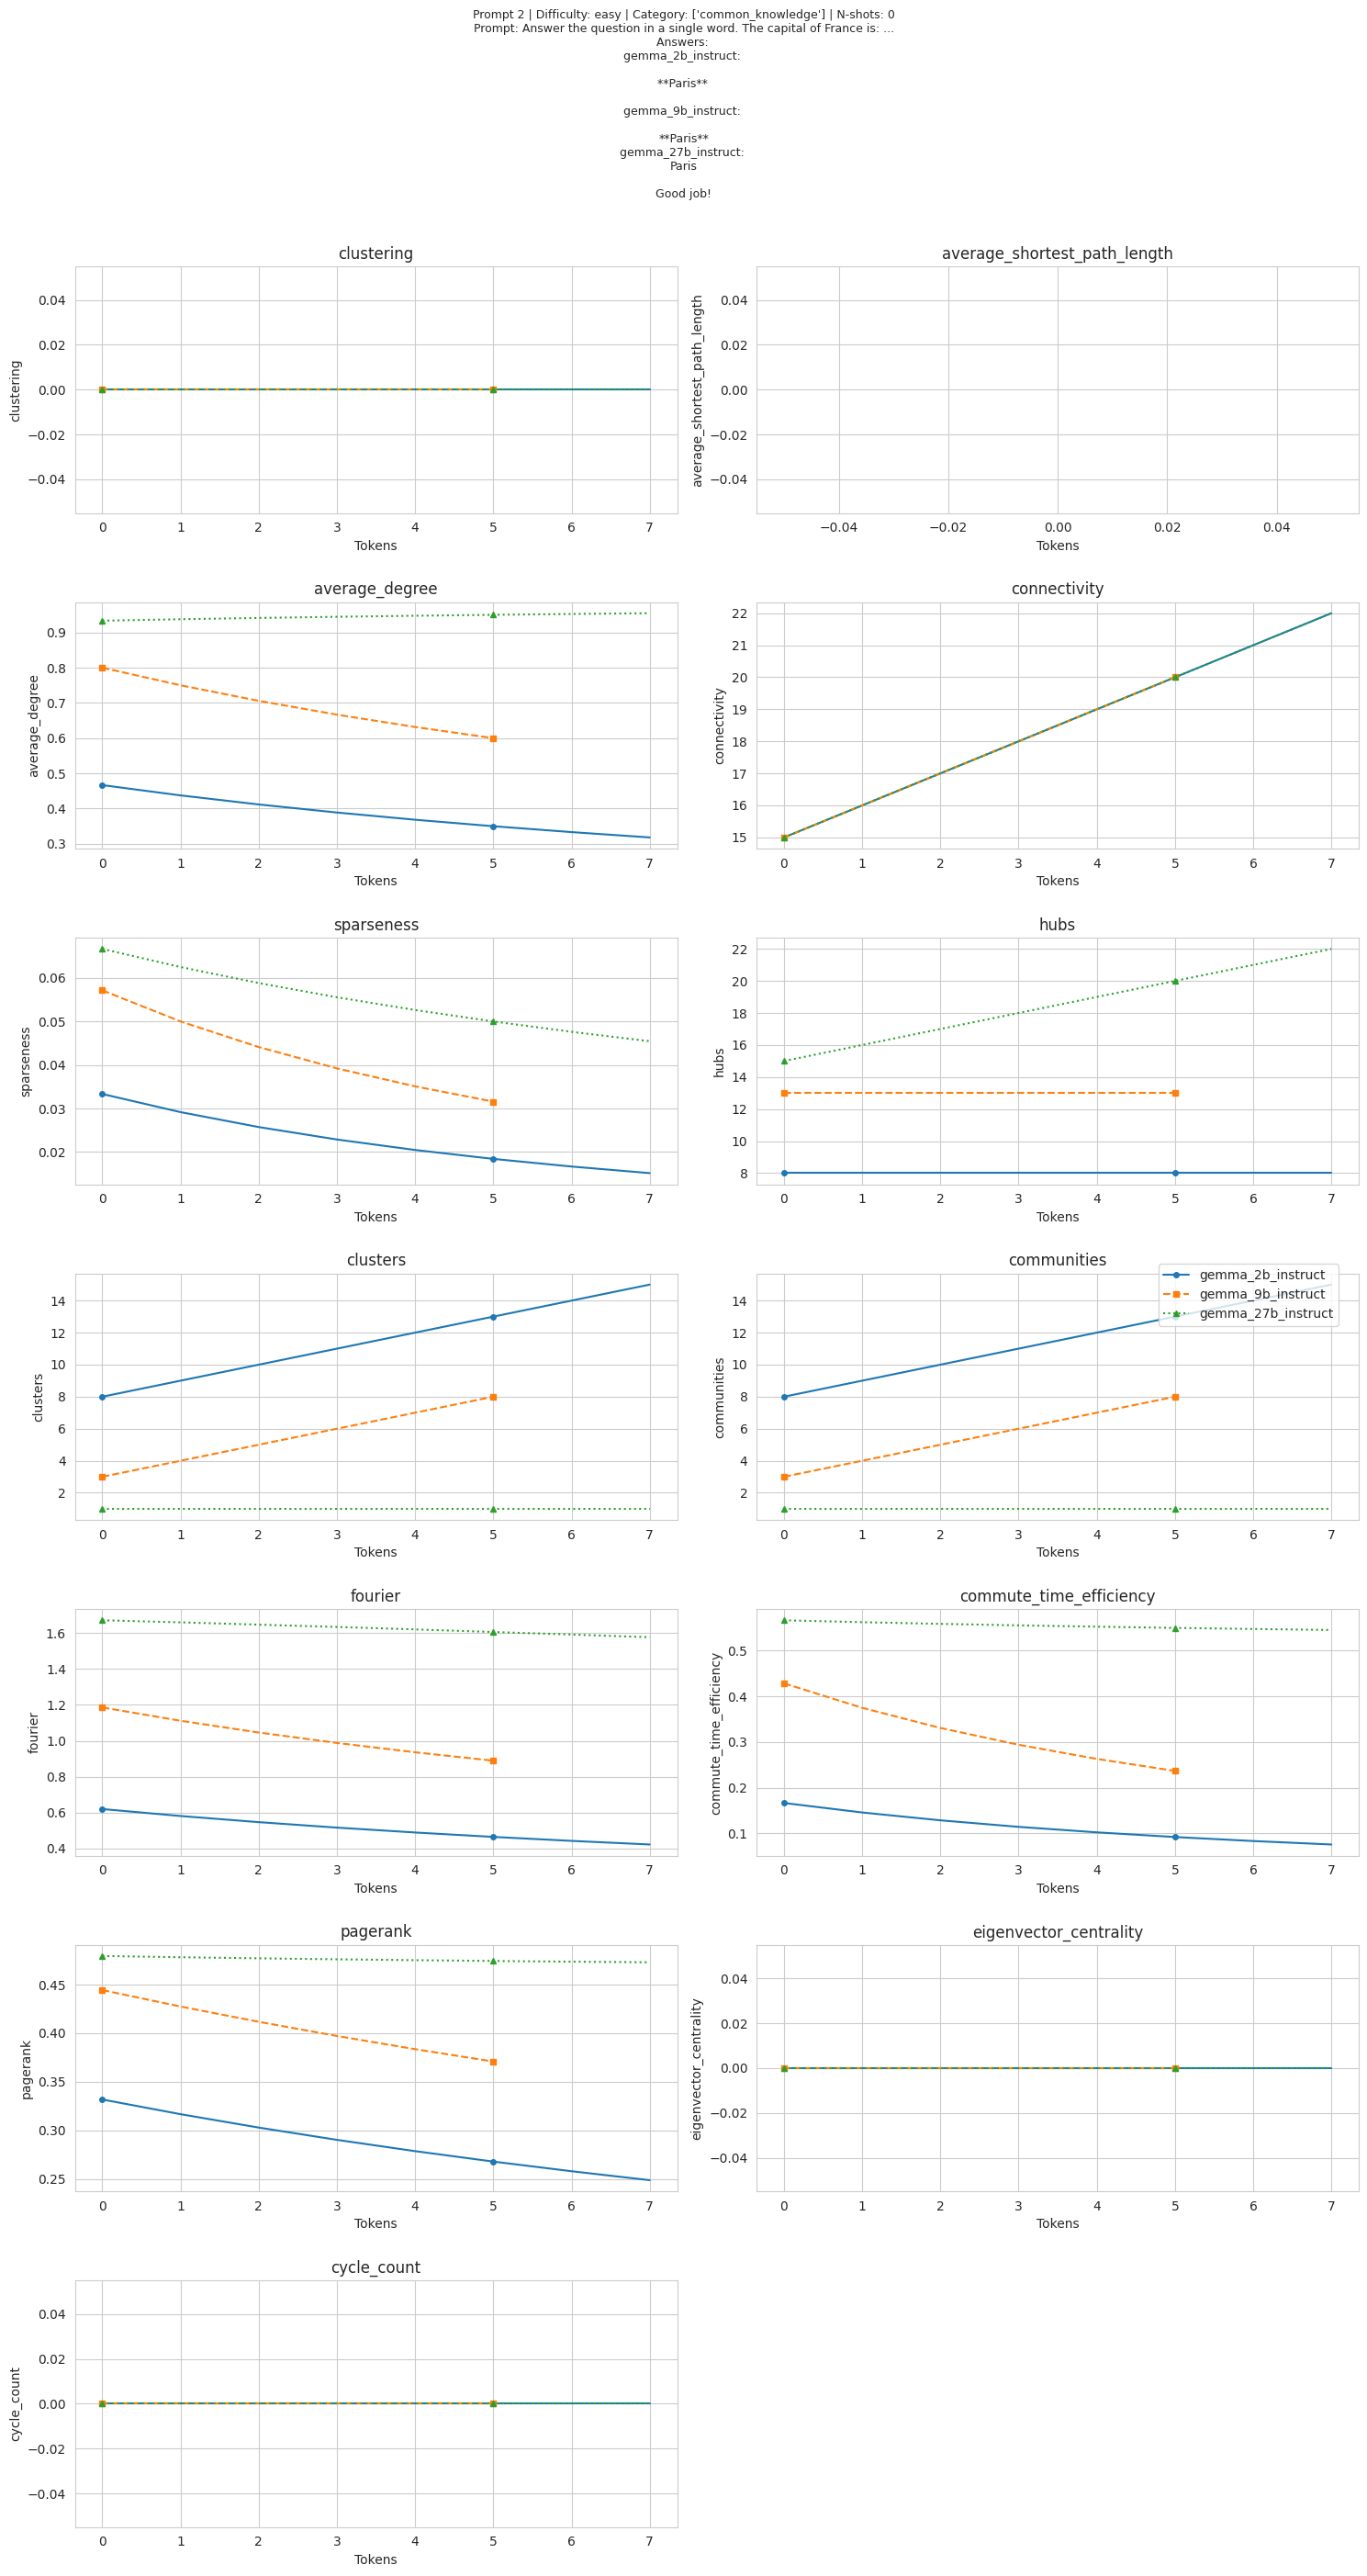 Prompt 2 | Difficulty: easy | Category: ['common_knowledge'] | N-shots: 0
Prompt: Answer the question in a single word. The capital of France is: ...
Answers:
gemma_2b_instruct:
**Paris**
gemma_9b_instruct:
**Paris**
gemma_27b_instruct:
Paris
Good job!
clustering
clustering
0.04
0.02
0.00
−0.02
−0.04
0 1 2 3 4 5 6 7
Tokens
average_shortest_path_length
average_shortest_path_length
0.04
0.02
0.00
−0.02
−0.04
−0.04 −0.02 0.00 0.02 0.04
Tokens
average_degree
average_degree
0.9
0.8
0.7
0.6
0.5
0.4
0.3
0 1 2 3 4 5 6 7
Tokens
connectivity
connectivity
22
21
20
19
18
17
16
15
0 1 2 3 4 5 6 7
Tokens
sparseness
sparseness
0.06
0.05
0.04
0.03
0.02
0 1 2 3 4 5 6 7
Tokens
hubs
hubs
22
20
18
16
14
12
10
8
0 1 2 3 4 5 6 7
Tokens
clusters
clusters
14
12
10
8
6
4
2
0 1 2 3 4 5 6 7
Tokens
communities
communities
14
12
10
8
6
4
2
0 1 2 3 4 5 6 7
Tokens
gemma_2b_instruct
gemma_9b_instruct
gemma_27b_instruct
fourier
fourier
1.6
1.4
1.2
1.0
0.8
0.6
0.4
0 1 2 3 4 5 6 7
Tokens
commute_time_efficiency
commute_time_efficiency
0.5
0.4
0.3
0.2
0.1
0 1 2 3 4 5 6 7
Tokens
pagerank
pagerank
0.45
0.40
0.35
0.30
0.25
0 1 2 3 4 5 6 7
Tokens
eigenvector_centrality
eigenvector_centrality
0.04
0.02
0.00
−0.02
−0.04
0 1 2 3 4 5 6 7
Tokens
cycle_count
cycle_count
0.04
0.02
0.00
−0.02
−0.04
0 1 2 3 4 5 6 7
Tokens